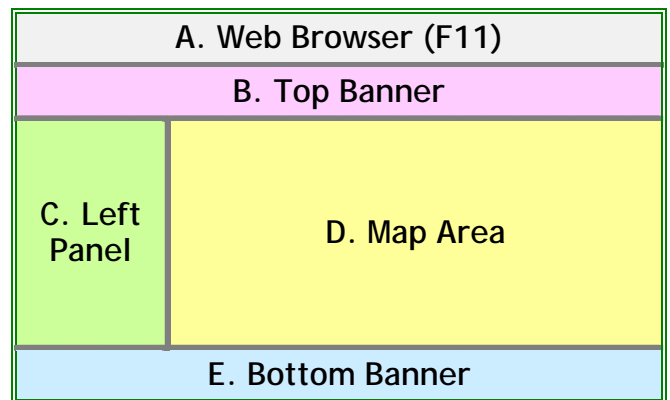 A. Web Browser (F11)
B. Top Banner
C. Left
Panel
D. Map Area
E. Bottom Banner